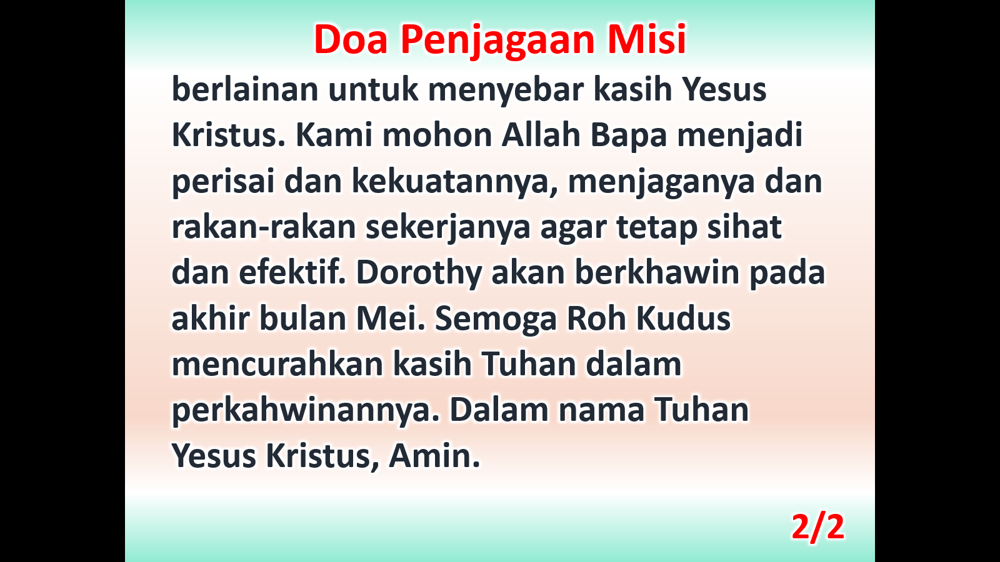 Doa Penjagaan Misi
berlainan untuk menyebar kasih Yesus
Kristus. Kami mohon Allah Bapa menjadi
perisai dan kekuatannya, menjaganya dan
rakan-rakan sekerjanya agar tetap sihat
dan efektif. Dorothy akan berkhawin pada
akhir bulan Mei. Semoga Roh Kudus
mencurahkan kasih Tuhan dalam
perkahwinannya. Dalam nama Tuhan
Yesus Kristus, Amin.
2/2